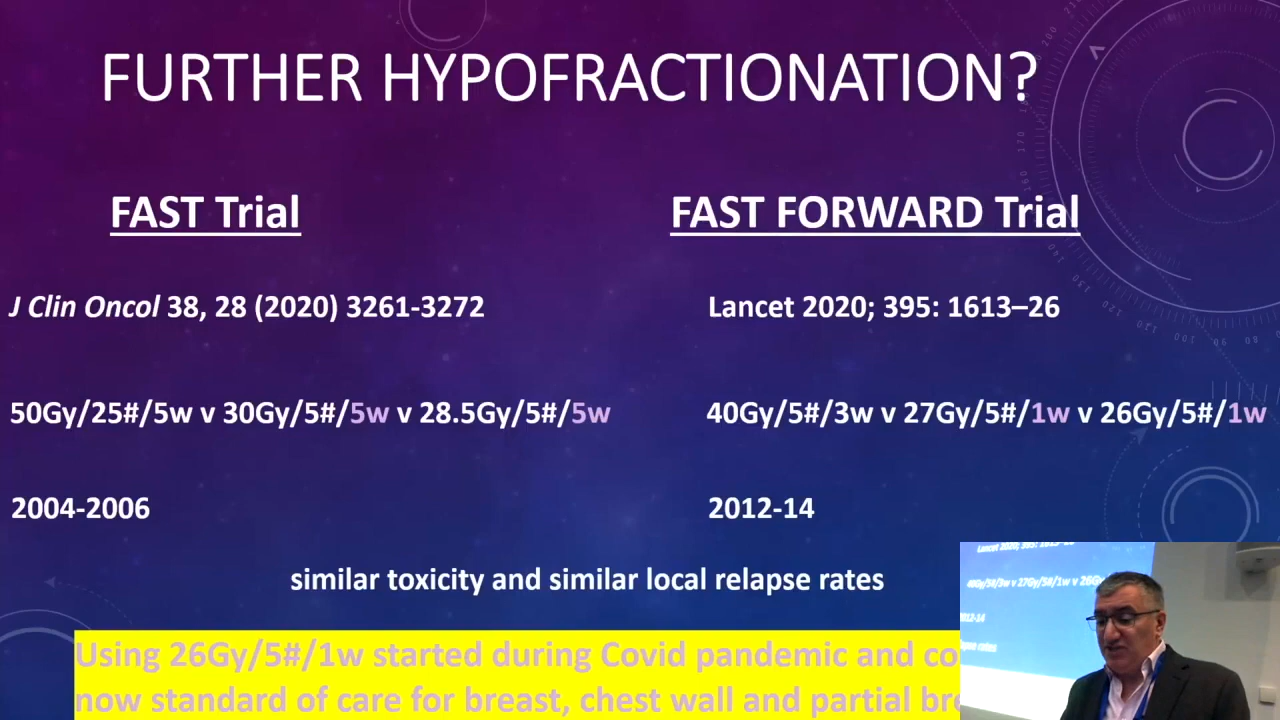 FURTHER HYPOFRACTIONATION?
FAST Trial
J Clin Oncol 38, 28 (2020) 3261-3272
50Gy/25#/5w v 30Gy/5#/5w v 28.5Gy/5#/5w
2004-2006
FAST FORWARD Trial
Lancet 2020; 395: 1613–26
40Gy/5#/3w v 27Gy/5#/1w v 26Gy/5#/1w
2012-14
similar toxicity and similar local relapse rates
Using 26Gy/5#/1w started during Covid pandemic and co
now standard of care for breast, chest wall and partial br